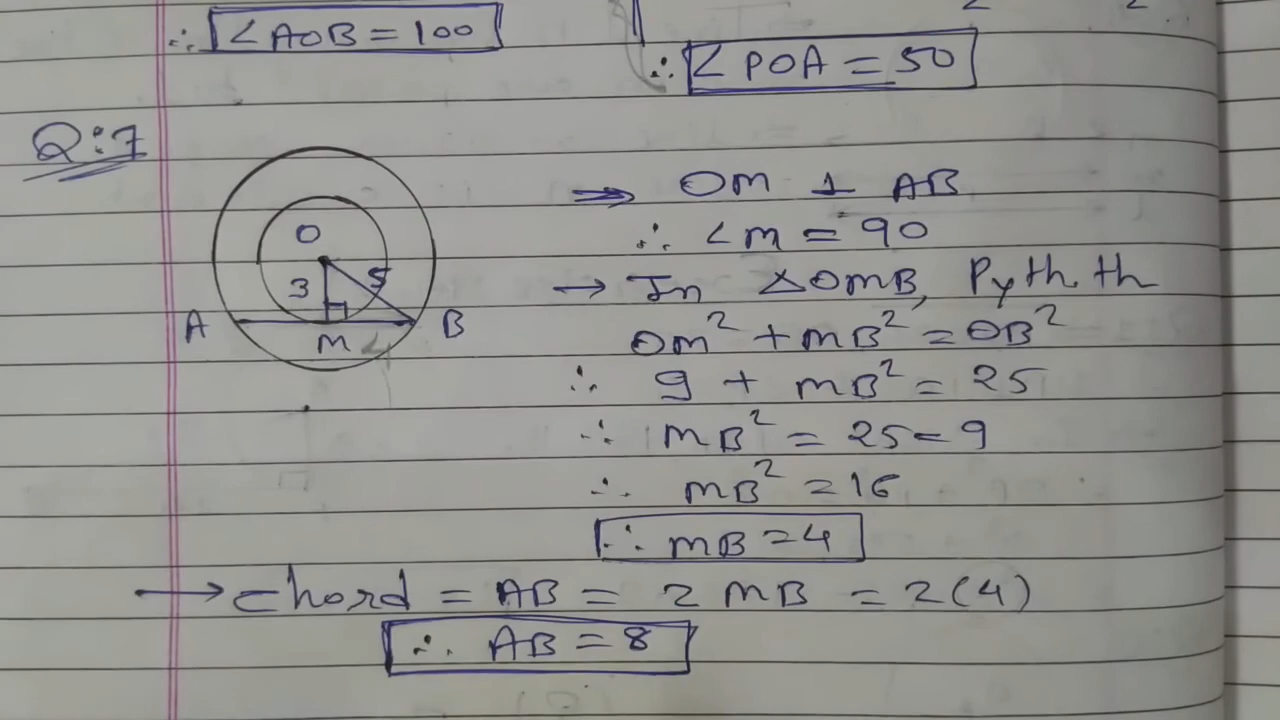 ∴ ∠AOB = 100
∴ ∠POA = 50
Q:7
O
3 5
A B
M 4
⇒ OM ⊥ AB
∴ ∠M = 90
→ In △OMB, Pyth. th
OM² + MB² = OB²
∴ 9 + MB² = 25
∴ MB² = 25 - 9
∴ MB² = 16
∴ MB = 4
→ chord = AB = 2 MB = 2(4)
∴ AB = 8